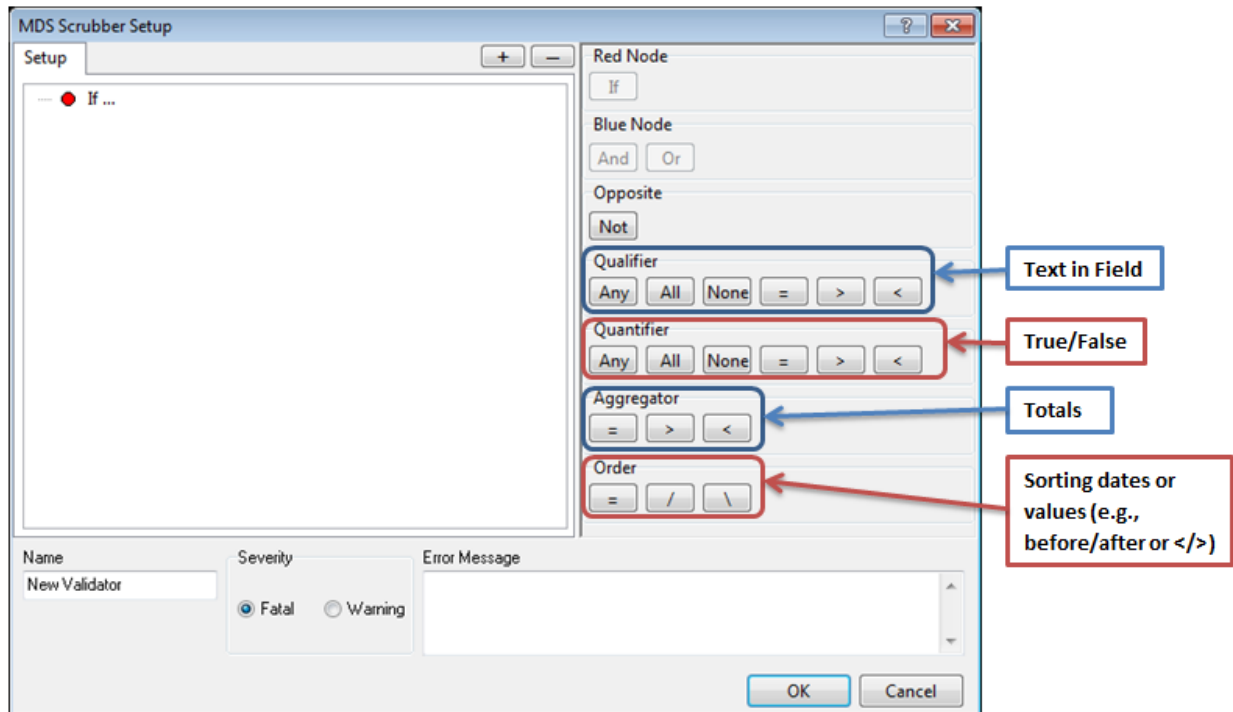 MDS Scrubber Setup
?
Setup
+ –
If ...
Red Node
If
Blue Node
And Or
Opposite
Not
Qualifier
Any All None = > <
Text in Field
Quantifier
Any All None = > <
True/False
Aggregator
= > <
Totals
Order
= / \
Sorting dates or
values (e.g.,
before/after or </>)
Name
New Validator
Severity
Fatal Warning
Error Message
OK Cancel